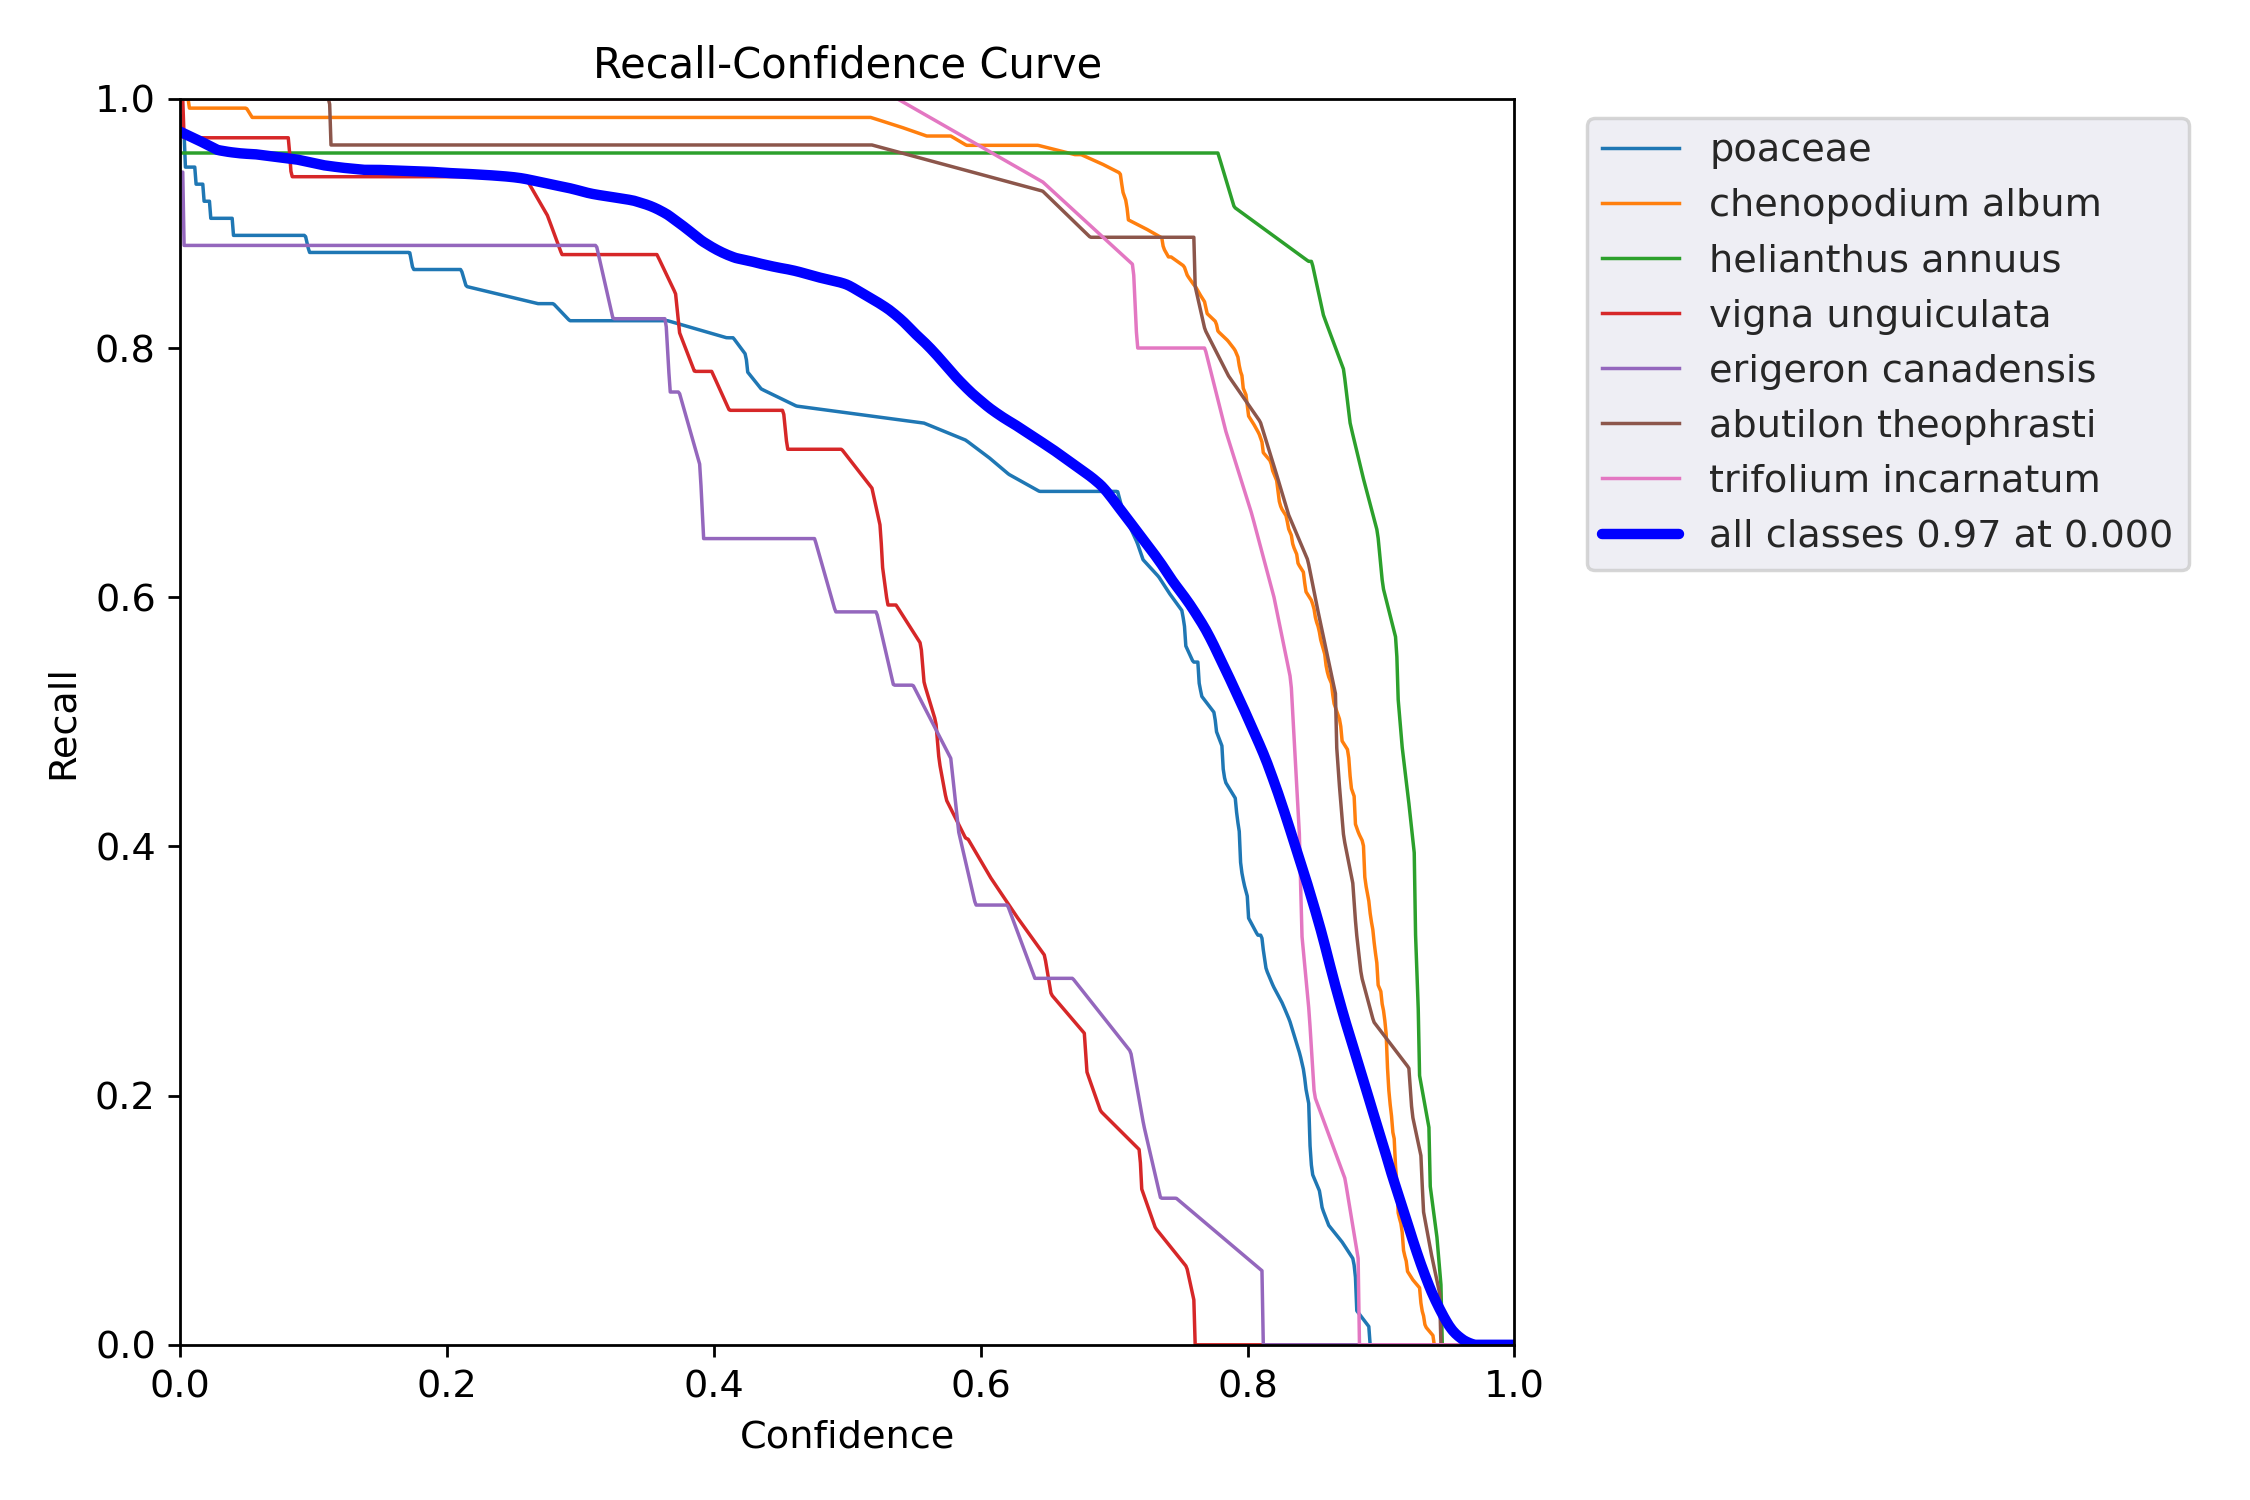 Recall-Confidence Curve
1.0
0.8
0.6
0.4
0.2
0.0
Recall
0.0 0.2 0.4 0.6 0.8 1.0
Confidence
poaceae
chenopodium album
helianthus annuus
vigna unguiculata
erigeron canadensis
abutilon theophrasti
trifolium incarnatum
all classes 0.97 at 0.000